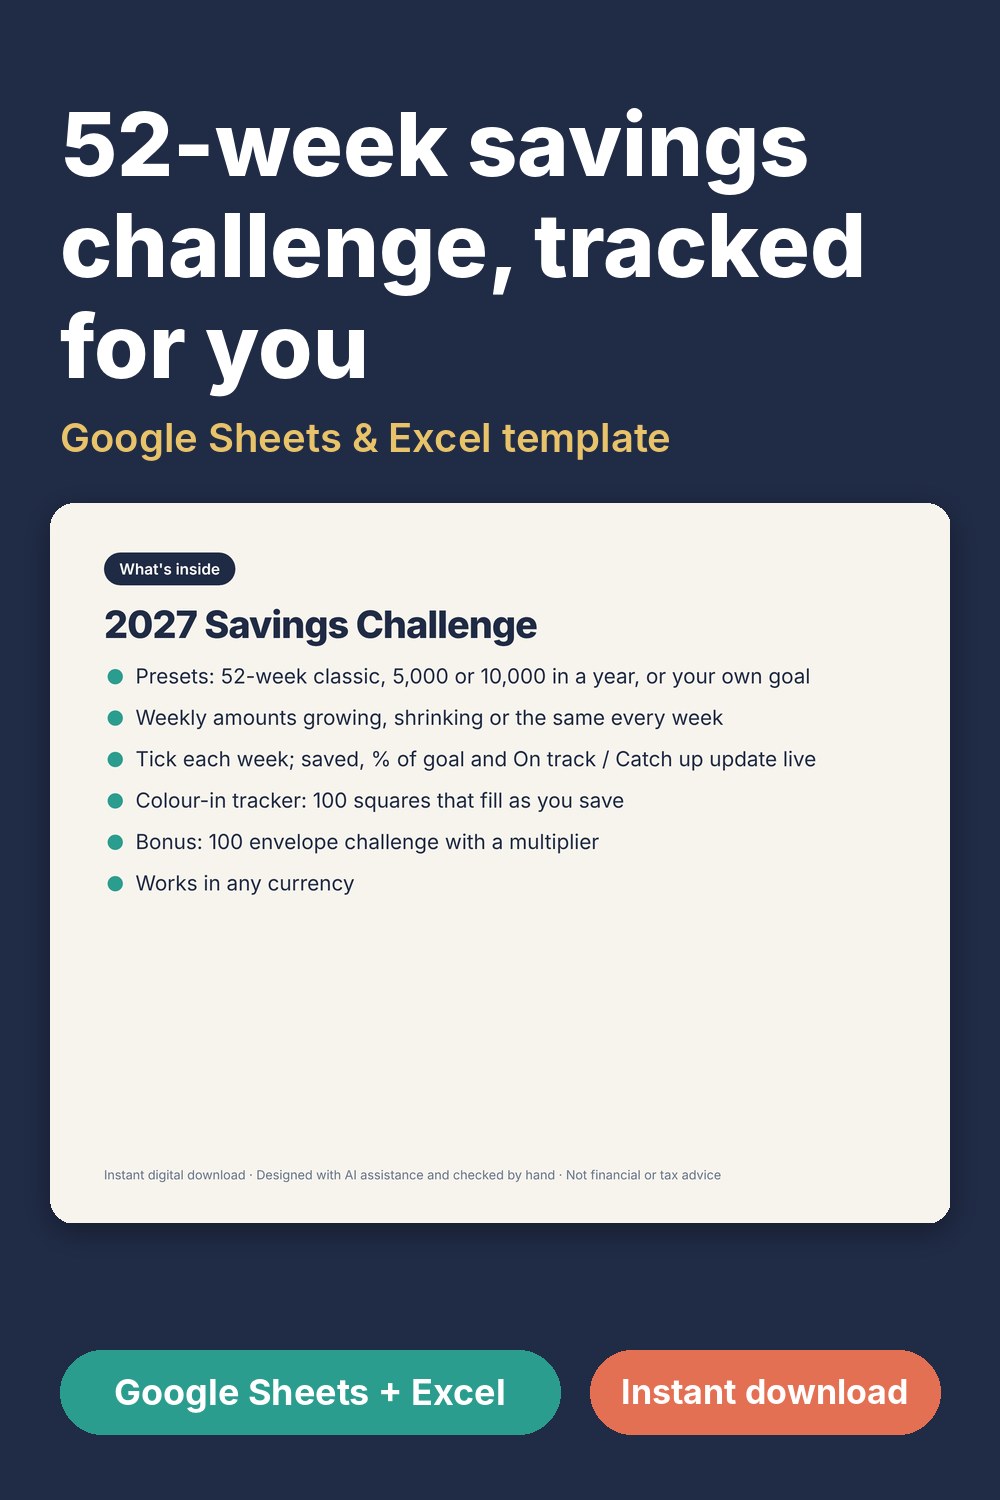 52-week savings
challenge, tracked
for you
Google Sheets & Excel template
What's inside
2027 Savings Challenge
Presets: 52-week classic, 5,000 or 10,000 in a year, or your own goal
Weekly amounts growing, shrinking or the same every week
Tick each week; saved, % of goal and On track / Catch up update live
Colour-in tracker: 100 squares that fill as you save
Bonus: 100 envelope challenge with a multiplier
Works in any currency
Instant digital download · Designed with AI assistance and checked by hand · Not financial or tax advice
Google Sheets + Excel
Instant download